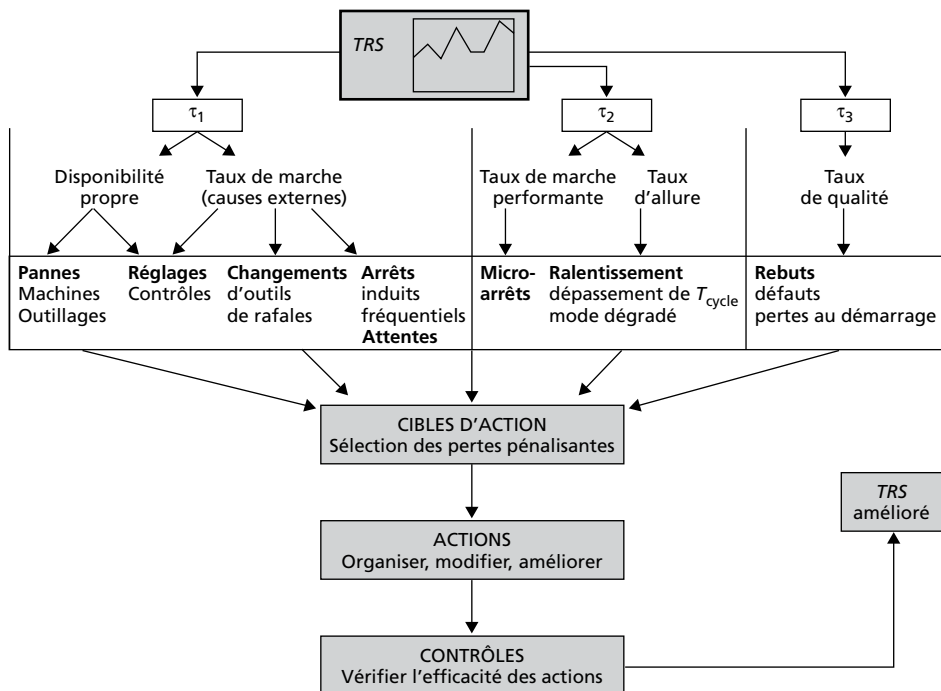 TRS
τ1
τ2
τ3
Disponibilité
propre
Taux de marche
(causes externes)
Taux de marche
performante
Taux
d'allure
Taux
de qualité
Pannes
Machines
Outillages
Réglages
Contrôles
Changements
d'outils
de rafales
Arrêts
induits
fréquentiels
Attentes
Micro-
arrêts
Ralentissement
dépassement de Tcycle
mode dégradé
Rebuts
défauts
pertes au démarrage
CIBLES D'ACTION
Sélection des pertes pénalisantes
TRS
amélioré
ACTIONS
Organiser, modifier, améliorer
CONTRÔLES
Vérifier l'efficacité des actions